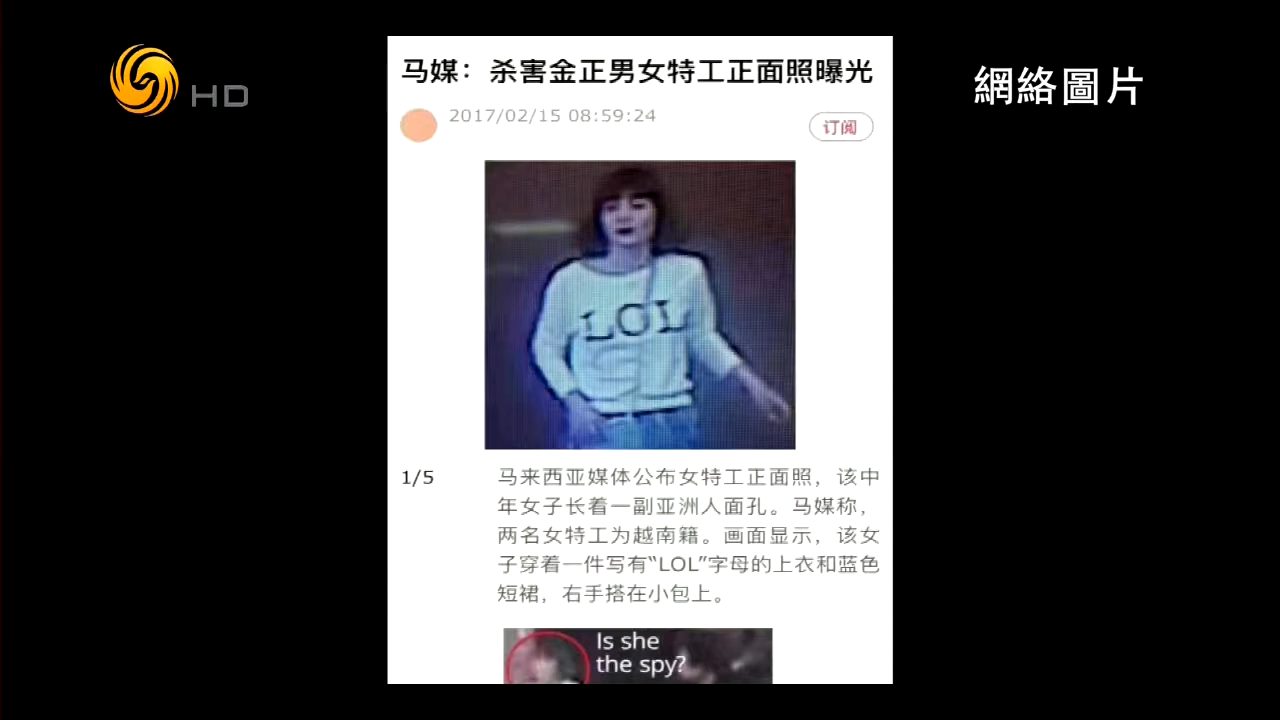 HD
網絡圖片
马媒：杀害金正男女特工正面照曝光
2017/02/15 08:59:24
订阅
LOL
1/5
马来西亚媒体公布女特工正面照，该中
年女子长着一副亚洲人面孔。马媒称，
两名女特工为越南籍。画面显示，该女
子穿着一件写有“LOL”字母的上衣和蓝色
短裙，右手搭在小包上。
Is she
the spy?